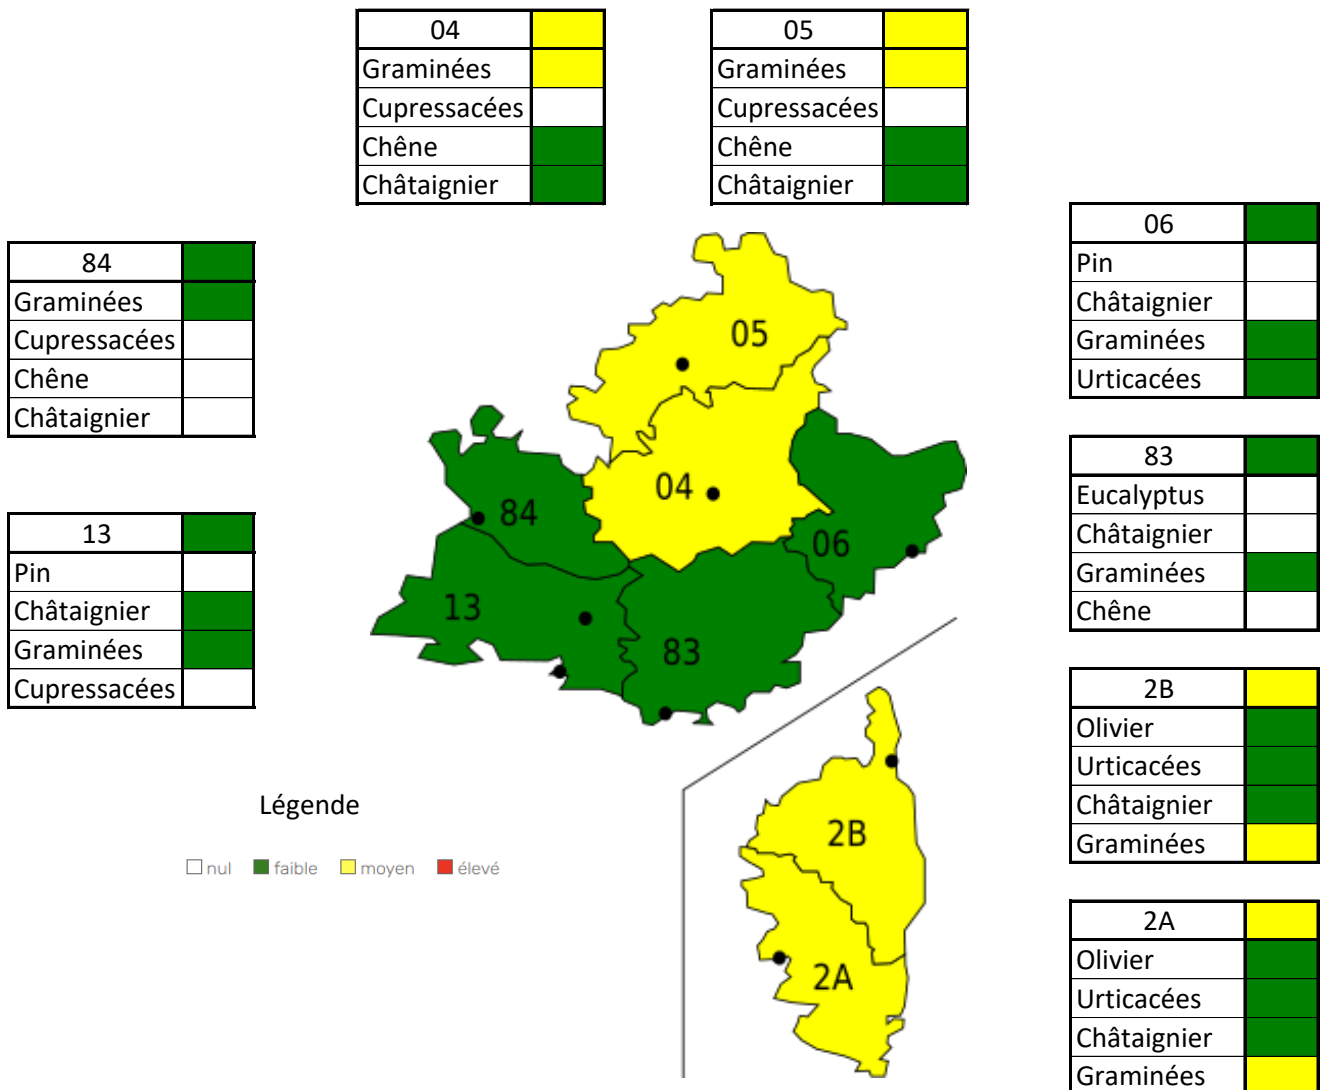 04
Graminées
Cupressacées
Chêne
Châtaignier
05
Graminées
Cupressacées
Chêne
Châtaignier
84
Graminées
Cupressacées
Chêne
Châtaignier
13
Pin
Châtaignier
Graminées
Cupressacées
05
04
84
06
13
83
2B
2A
06
Pin
Châtaignier
Graminées
Urticacées
83
Eucalyptus
Châtaignier
Graminées
Chêne
2B
Olivier
Urticacées
Châtaignier
Graminées
2A
Olivier
Urticacées
Châtaignier
Graminées
Légende
nul faible moyen élevé